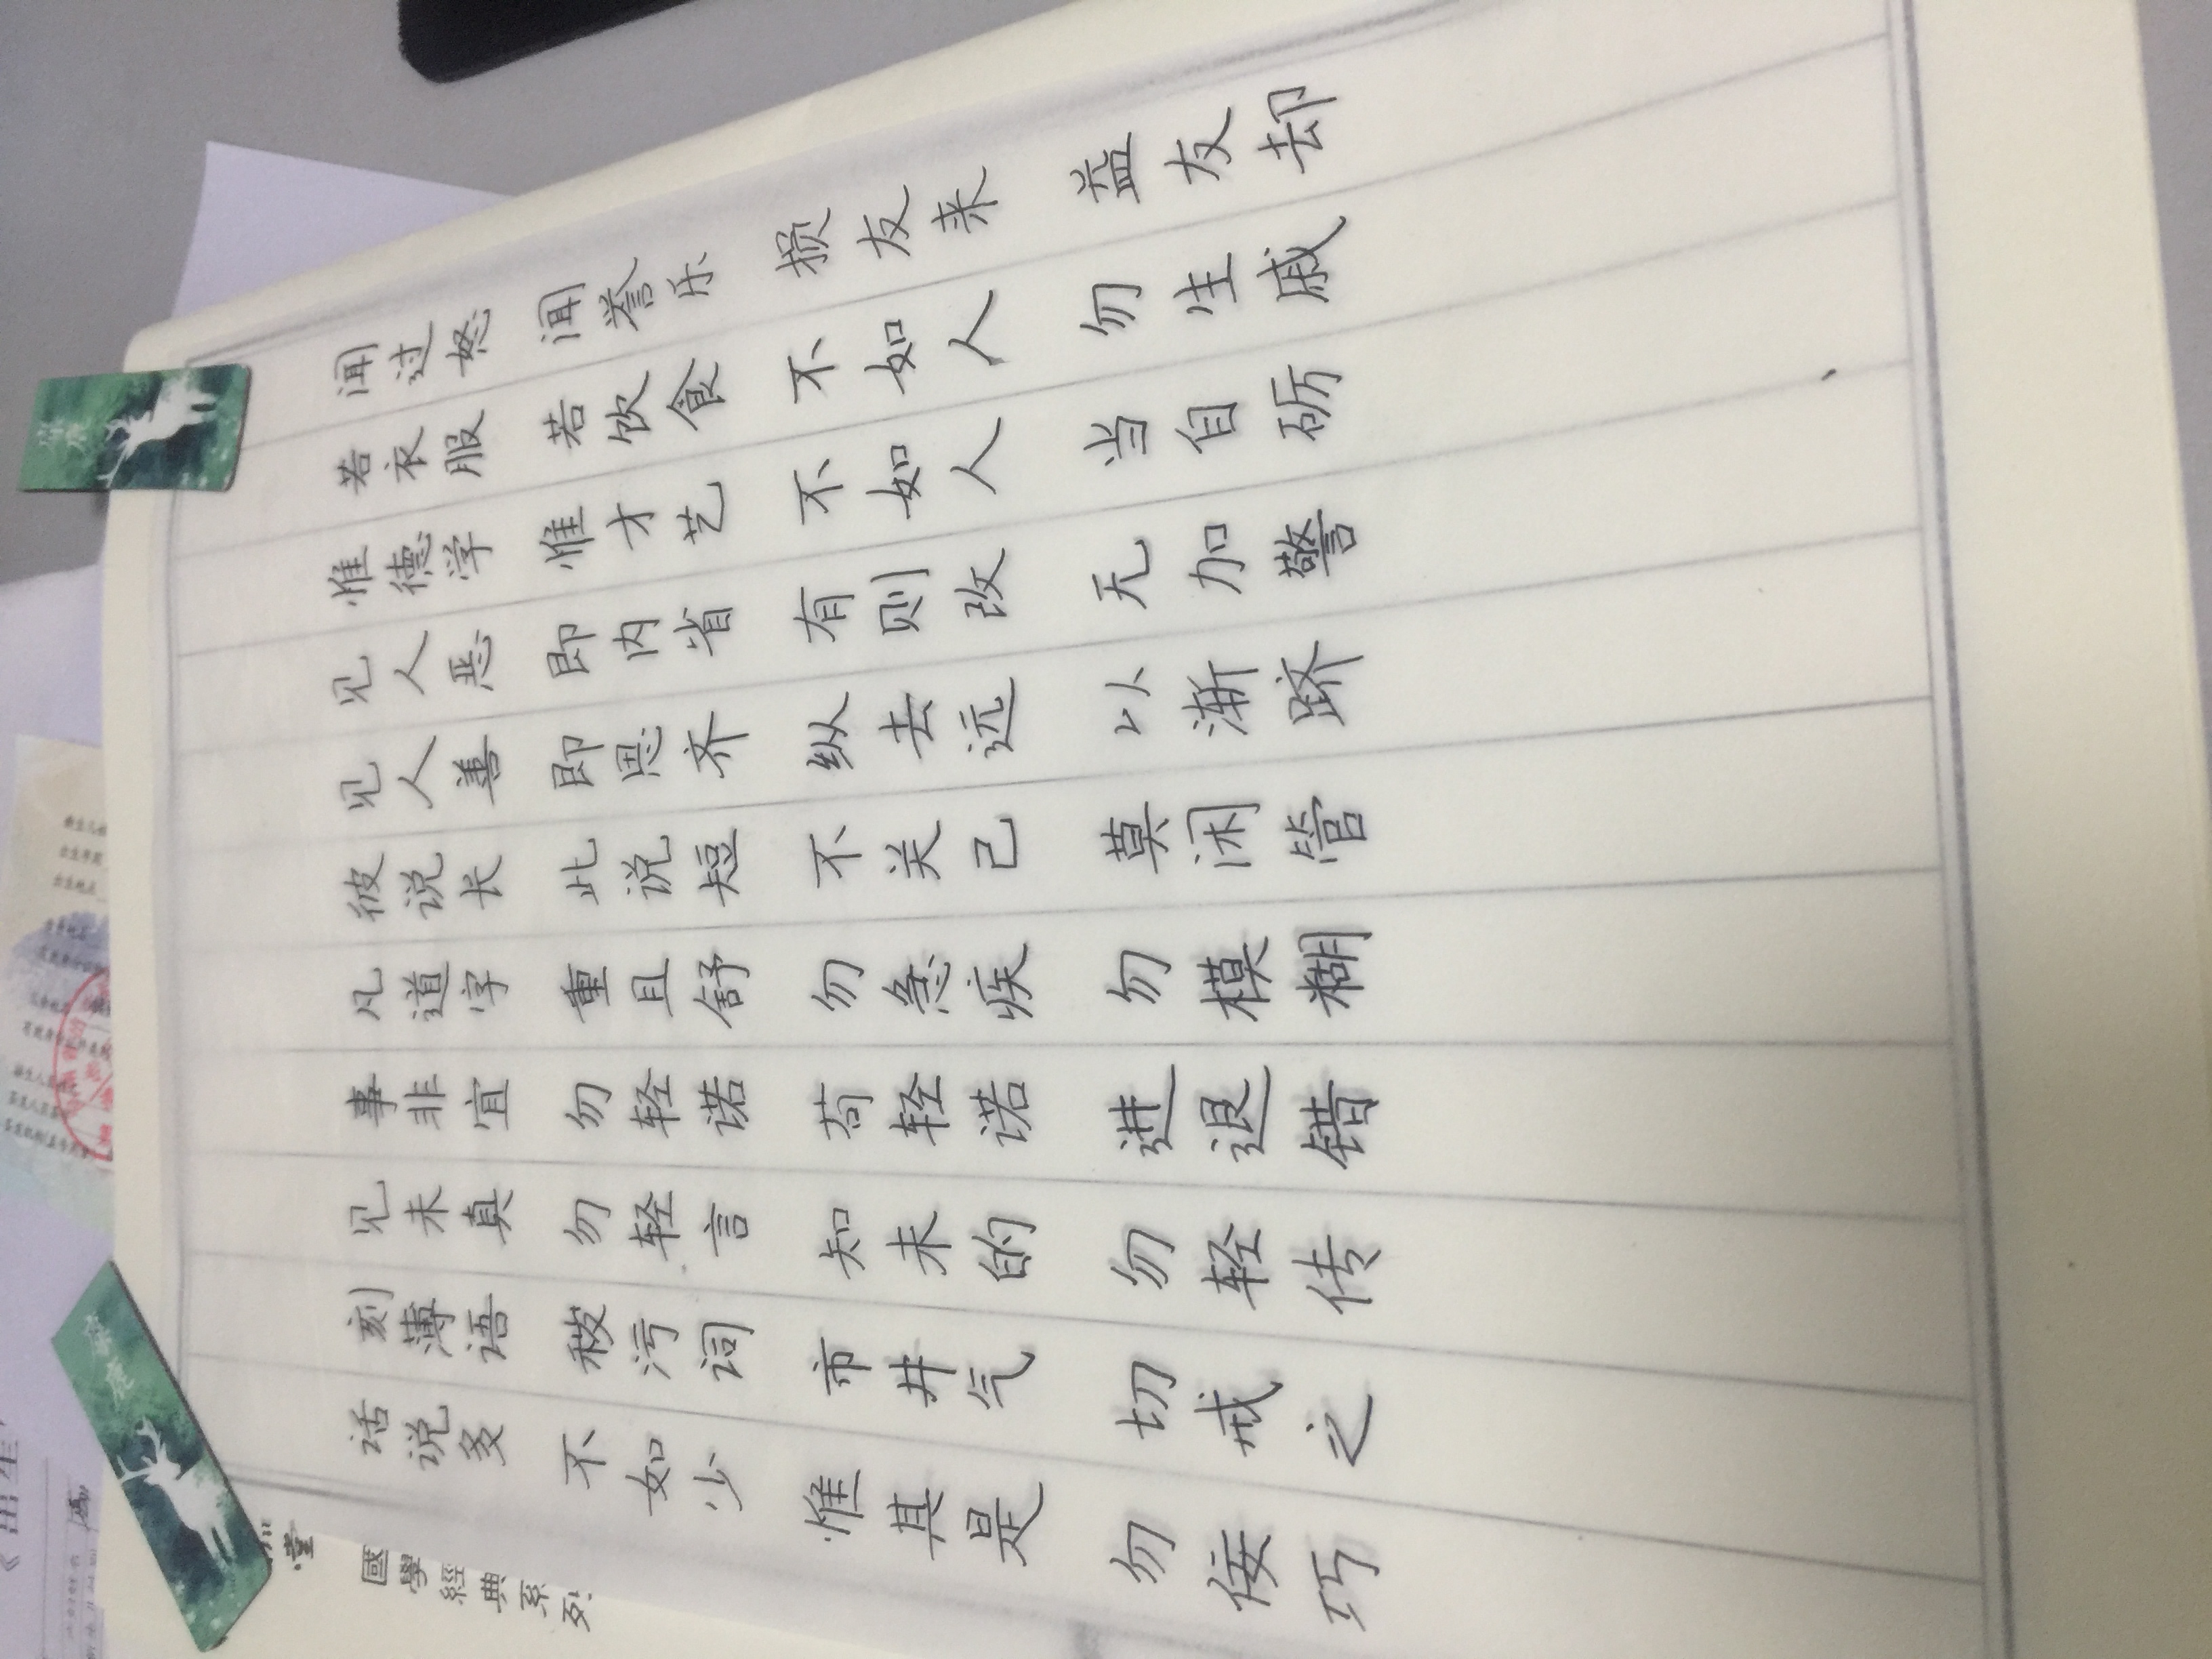 话说多 不如少 惟其是 勿佞巧
刻薄语 秽污词 市井气 切戒之
见未真 勿轻言 知未的 勿轻传
事非宜 勿轻诺 苟轻诺 进退错
凡道字 重且舒 勿急疾 勿模糊
彼说长 此说短 不关己 莫闲管
见人善 即思齐 纵去远 以渐跻
见人恶 即内省 有则改 无加警
惟德学 惟才艺 不如人 当自砺
若衣服 若饮食 不如人 勿生戚
闻过怒 闻誉乐 损友来 益友却
堂 國學經典系列